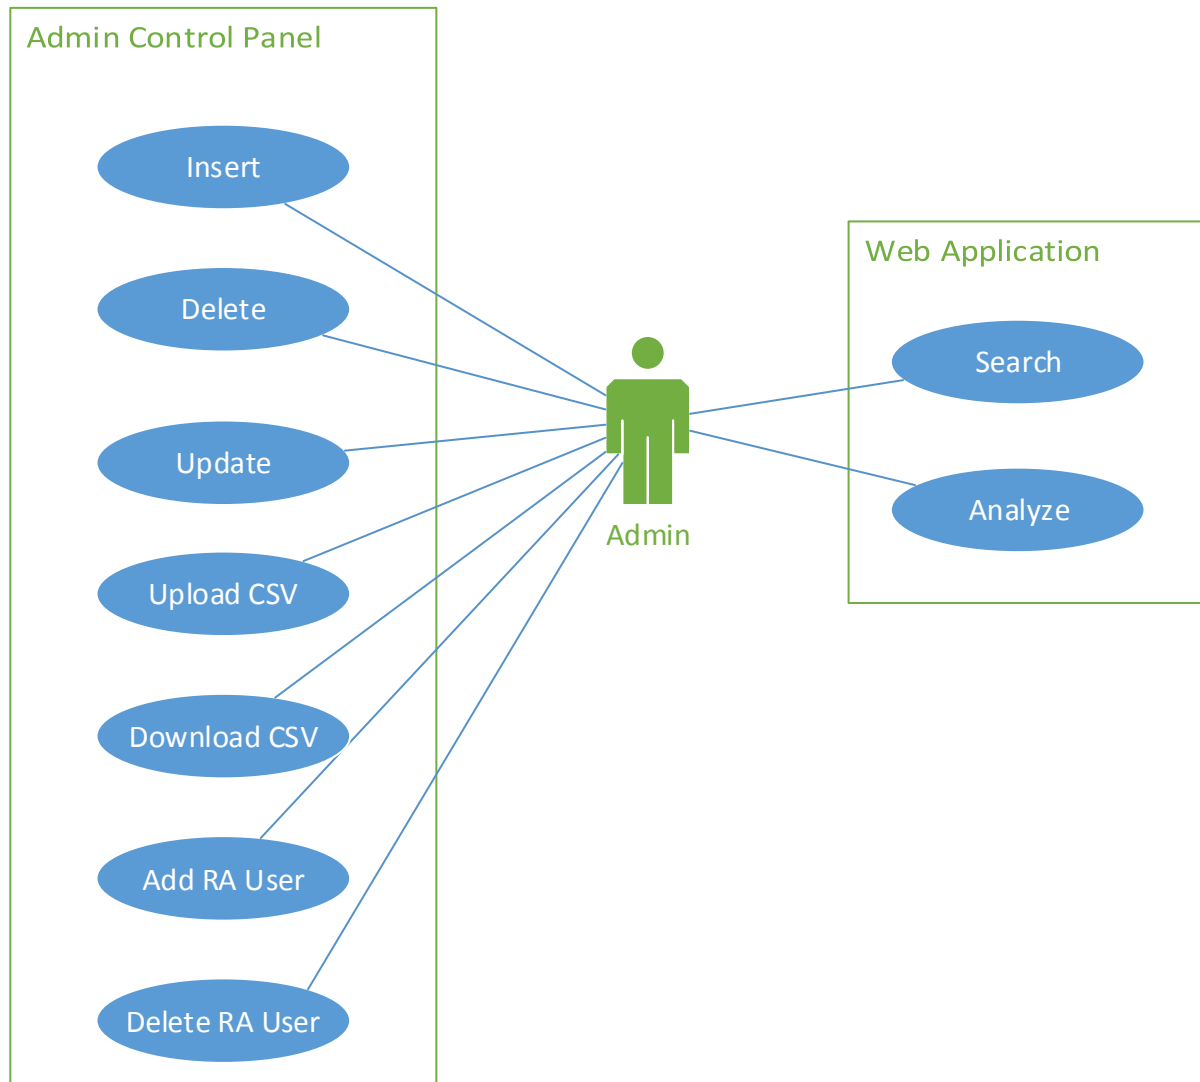 Admin Control Panel
Insert
Delete
Update
Upload CSV
Download CSV
Add RA User
Delete RA User
Admin
Web Application
Search
Analyze